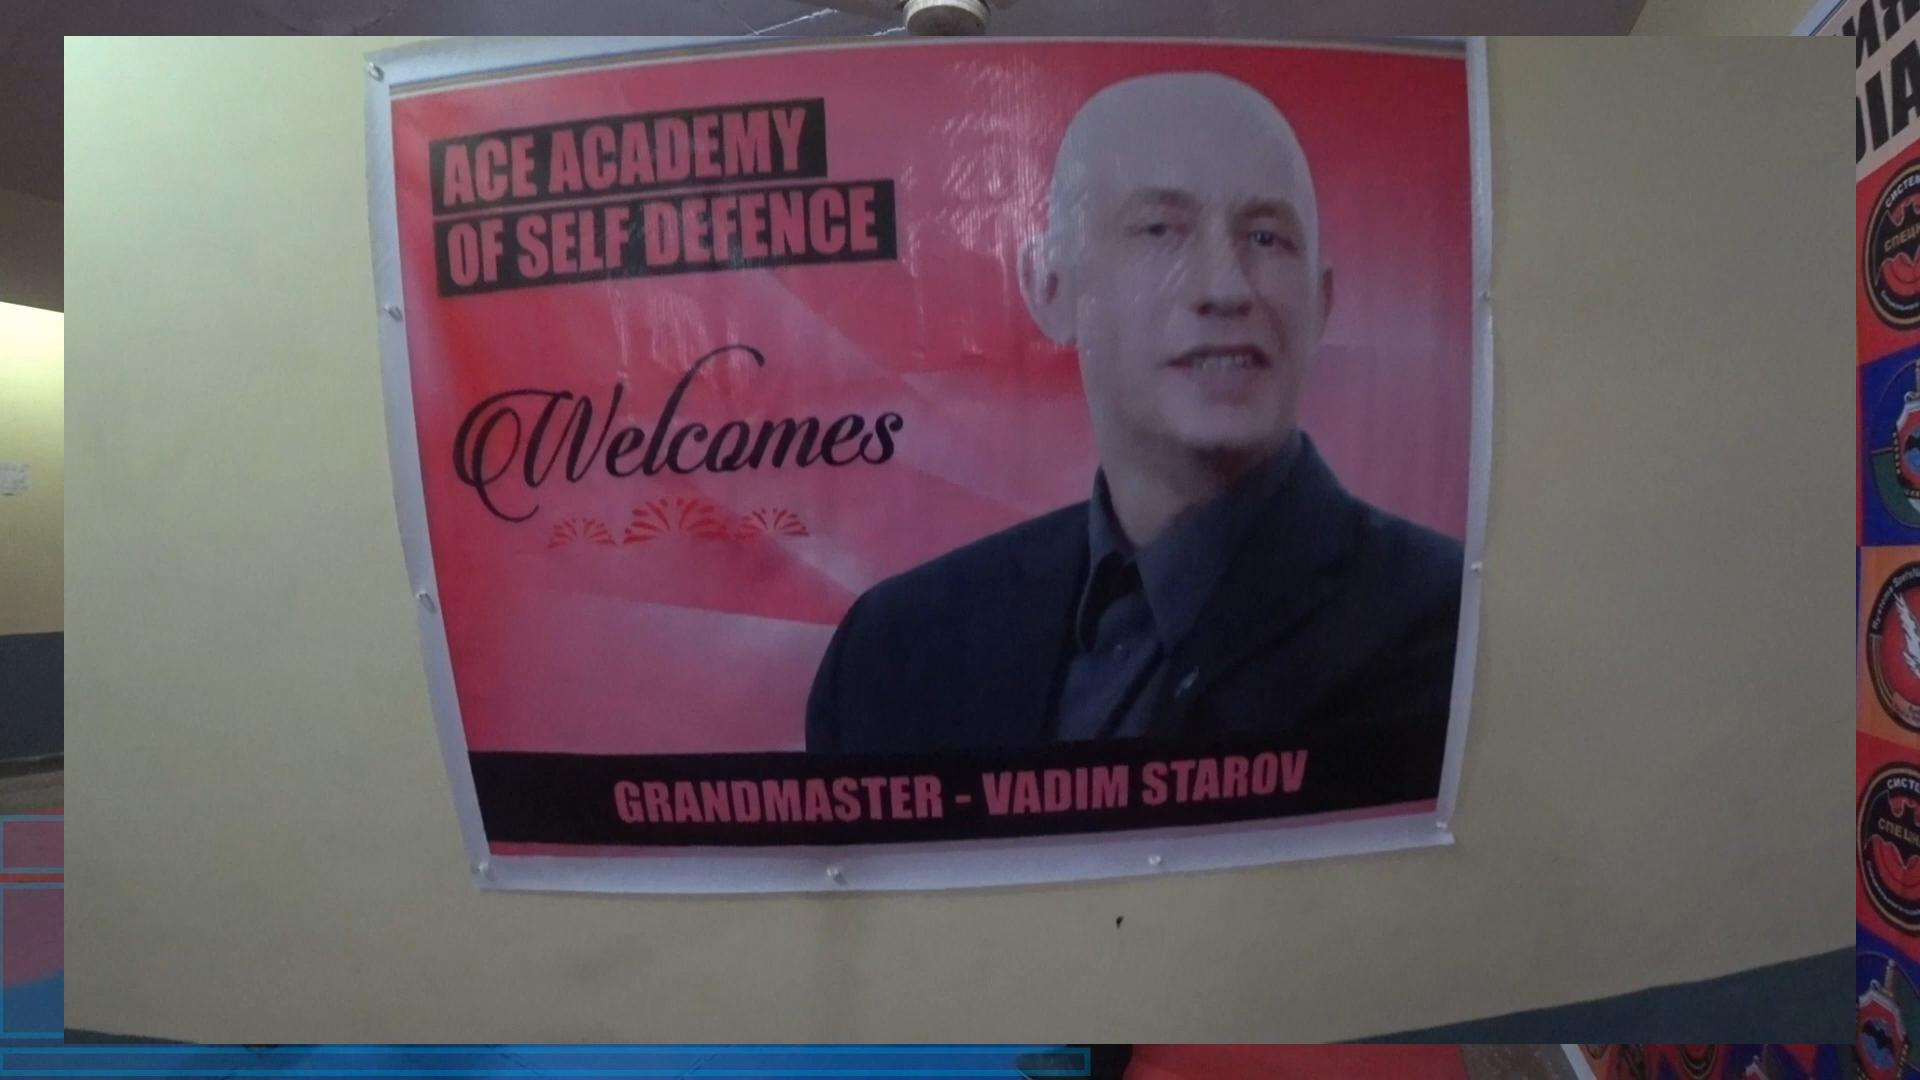 ACE ACADEMY
OF SELF DEFENCE
Welcomes
GRANDMASTER - VADIM STAROV